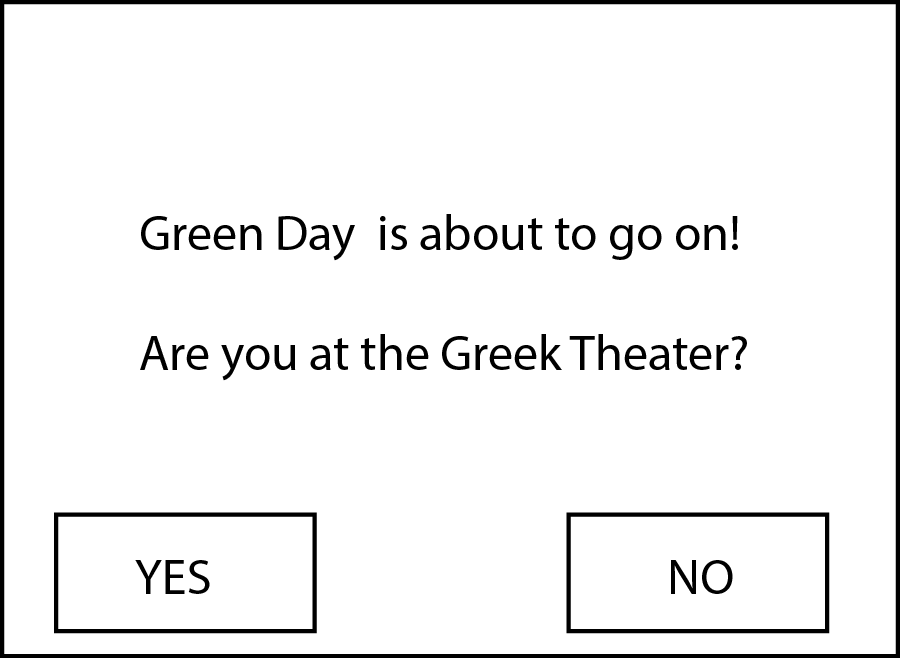 Green Day  is about to go on!
Are you at the Greek Theater?
YES
NO